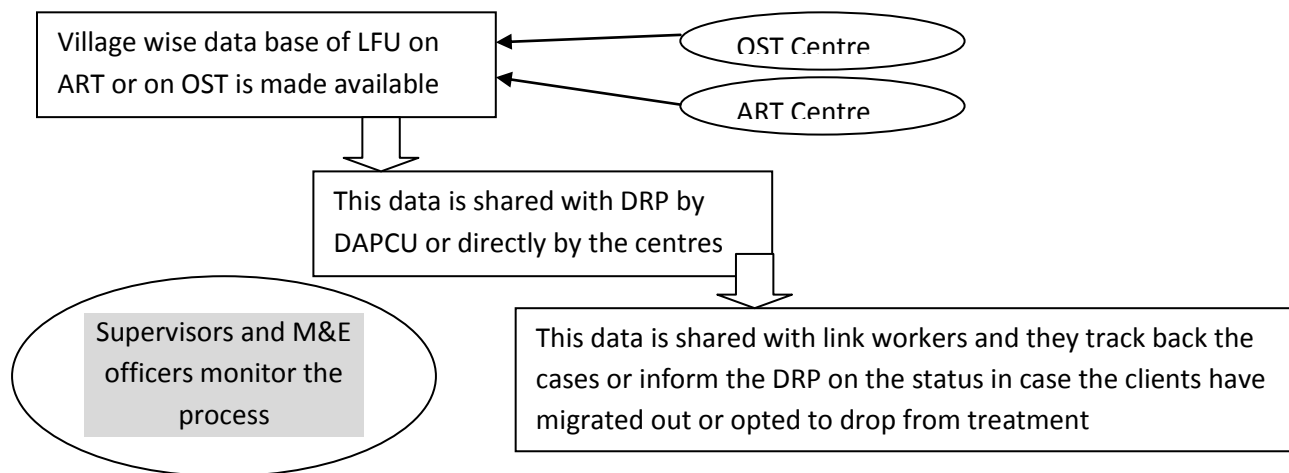 Village wise data base of LFU on
ART or on OST is made available
OST Centre
ART Centre
This data is shared with DRP by
DAPCU or directly by the centres
Supervisors and M&E
officers monitor the
process
This data is shared with link workers and they track back the
cases or inform the DRP on the status in case the clients have
migrated out or opted to drop from treatment